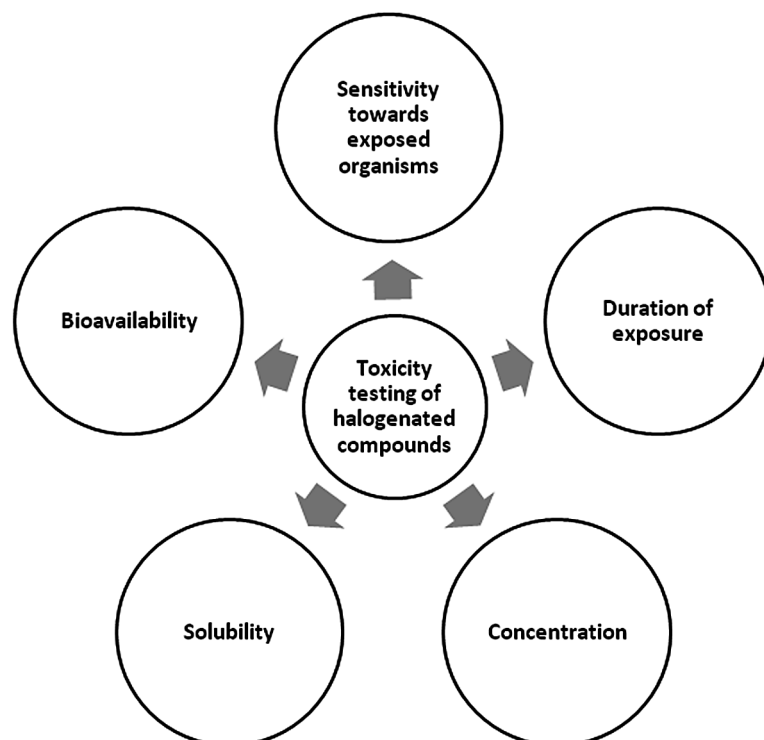 Sensitivity
towards
exposed
organisms
Bioavailability
Duration of
exposure
Toxicity
testing of
halogenated
compounds
Solubility
Concentration